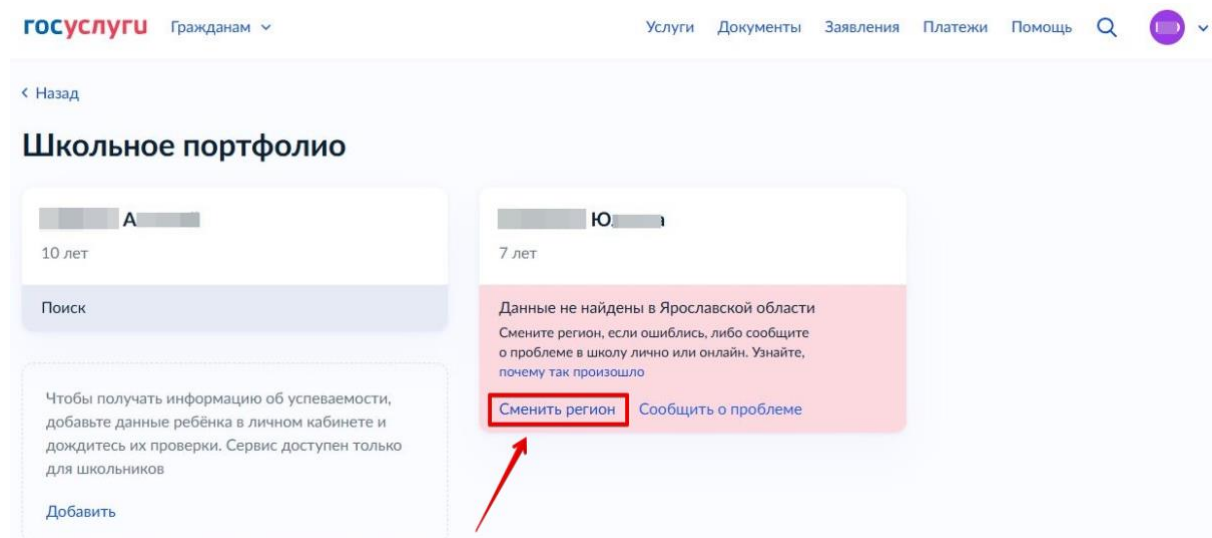 госуслуги Гражданам Услуги Документы Заявления Платежи Помощь
Назад
Школьное портфолио
А
10 лет
Поиск
Чтобы получать информацию об успеваемости,
добавьте данные ребёнка в личном кабинете и
дождитесь их проверки. Сервис доступен только
для школьников
Добавить
Ю
7 лет
Данные не найдены в Ярославской области
Смените регион, если ошиблись, либо сообщите
о проблеме в школу лично или онлайн. Узнайте,
почему так произошло
Сменить регион Сообщить о проблеме